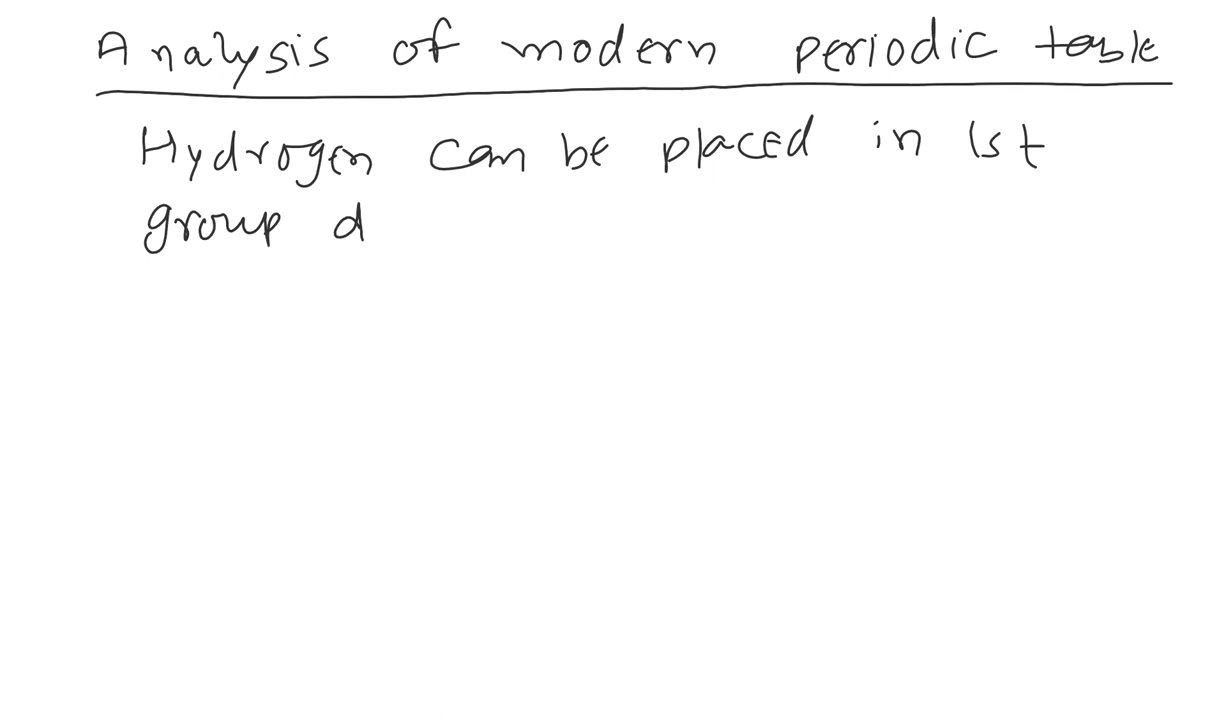 Analysis of modern periodic table
Hydrogen can be placed in 1st
group d